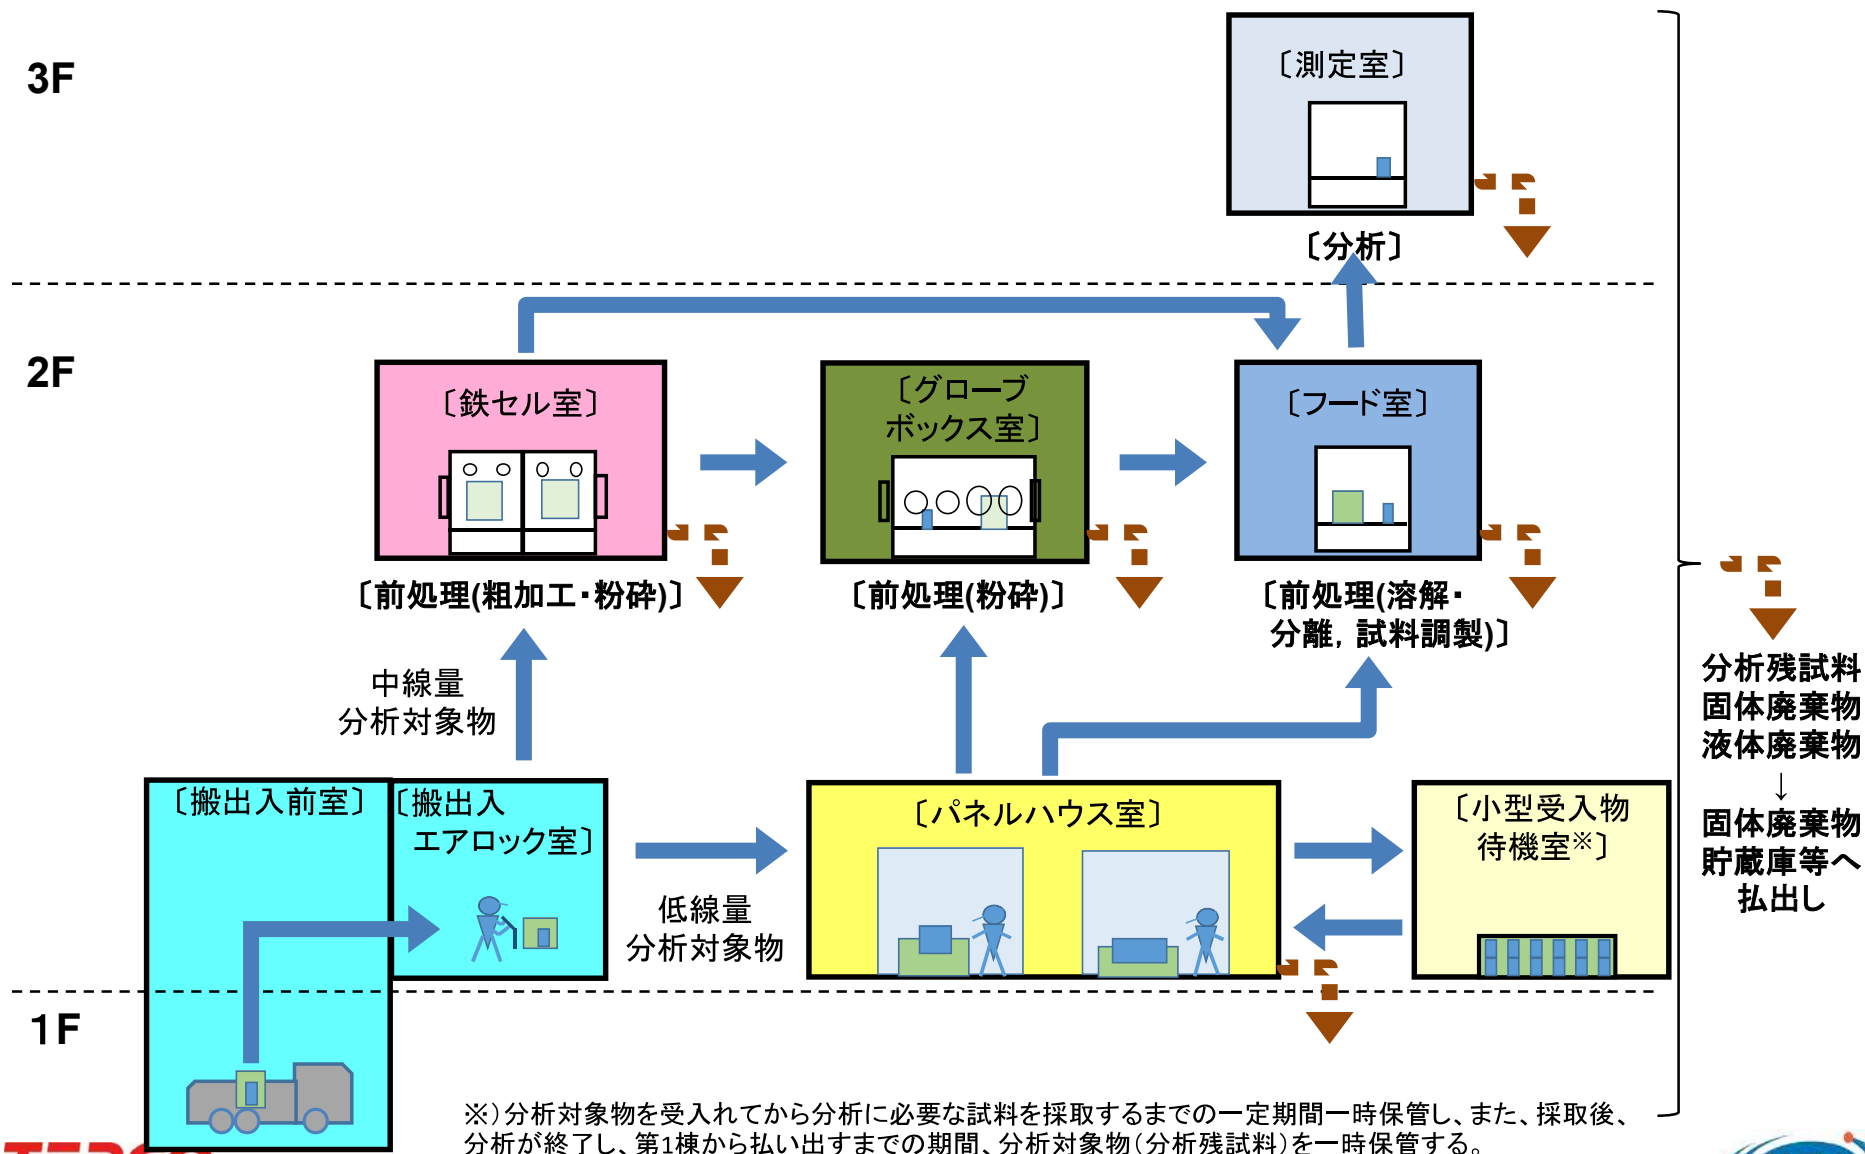 3F
〔測定室〕
〔分析〕
2F
〔鉄セル室〕
〔グローブ
ボックス室〕
〔フード室〕
〔前処理(粗加工・粉砕)〕
〔前処理(粉砕)〕
〔前処理(溶解・
分離，試料調製)〕
中線量
分析対象物
〔搬出入前室〕
〔搬出入
エアロック室〕
低線量
分析対象物
〔パネルハウス室〕
〔小型受入物
待機室※〕
分析残試料
固体廃棄物
液体廃棄物
↓
固体廃棄物
貯蔵庫等へ
払出し
1F
※）分析対象物を受入れてから分析に必要な試料を採取するまでの一定期間一時保管し、また、採取後、
分析が終了し、第1棟から払い出すまでの期間、分析対象物（分析残試料）を一時保管する。